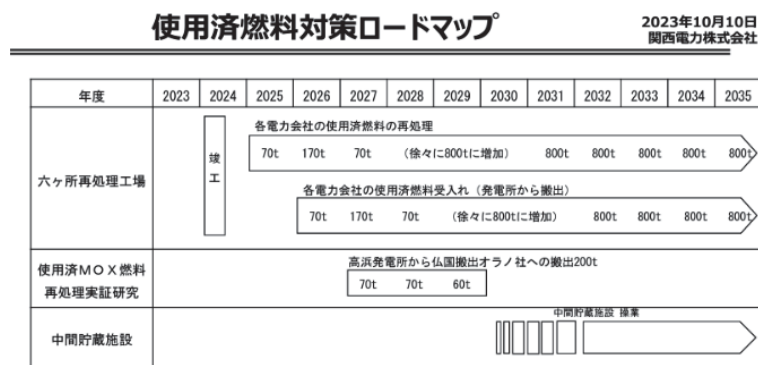 使用済燃料対策ロードマップ
2023年10月10日
関西電力株式会社
年度 2023 2024 2025 2026 2027 2028 2029 2030 2031 2032 2033 2034 2035
六ヶ所再処理工場
竣工
各電力会社の使用済燃料の再処理
70t 170t 70t （徐々に800tに増加） 800t 800t 800t 800t 800t
各電力会社の使用済燃料受入れ（発電所から搬出）
70t 170t 70t （徐々に800tに増加） 800t 800t 800t 800t
使用済MOX燃料
再処理実証研究
高浜発電所から仏国搬出オラノ社への搬出200t
70t 70t 60t
中間貯蔵施設
中間貯蔵施設 操業